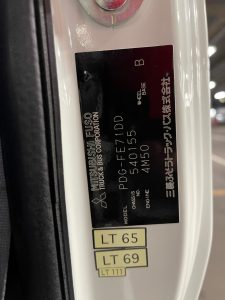 MITSUBISHI FUSO
TRUCK & BUS CORPORATION
MODEL PDG-FE71DD
CHASSIS NO. 540155
ENGINE 4M50
WHEEL BASE B
三菱ふそうトラック・バス株式会社
LT 65
LT 69
LT 111